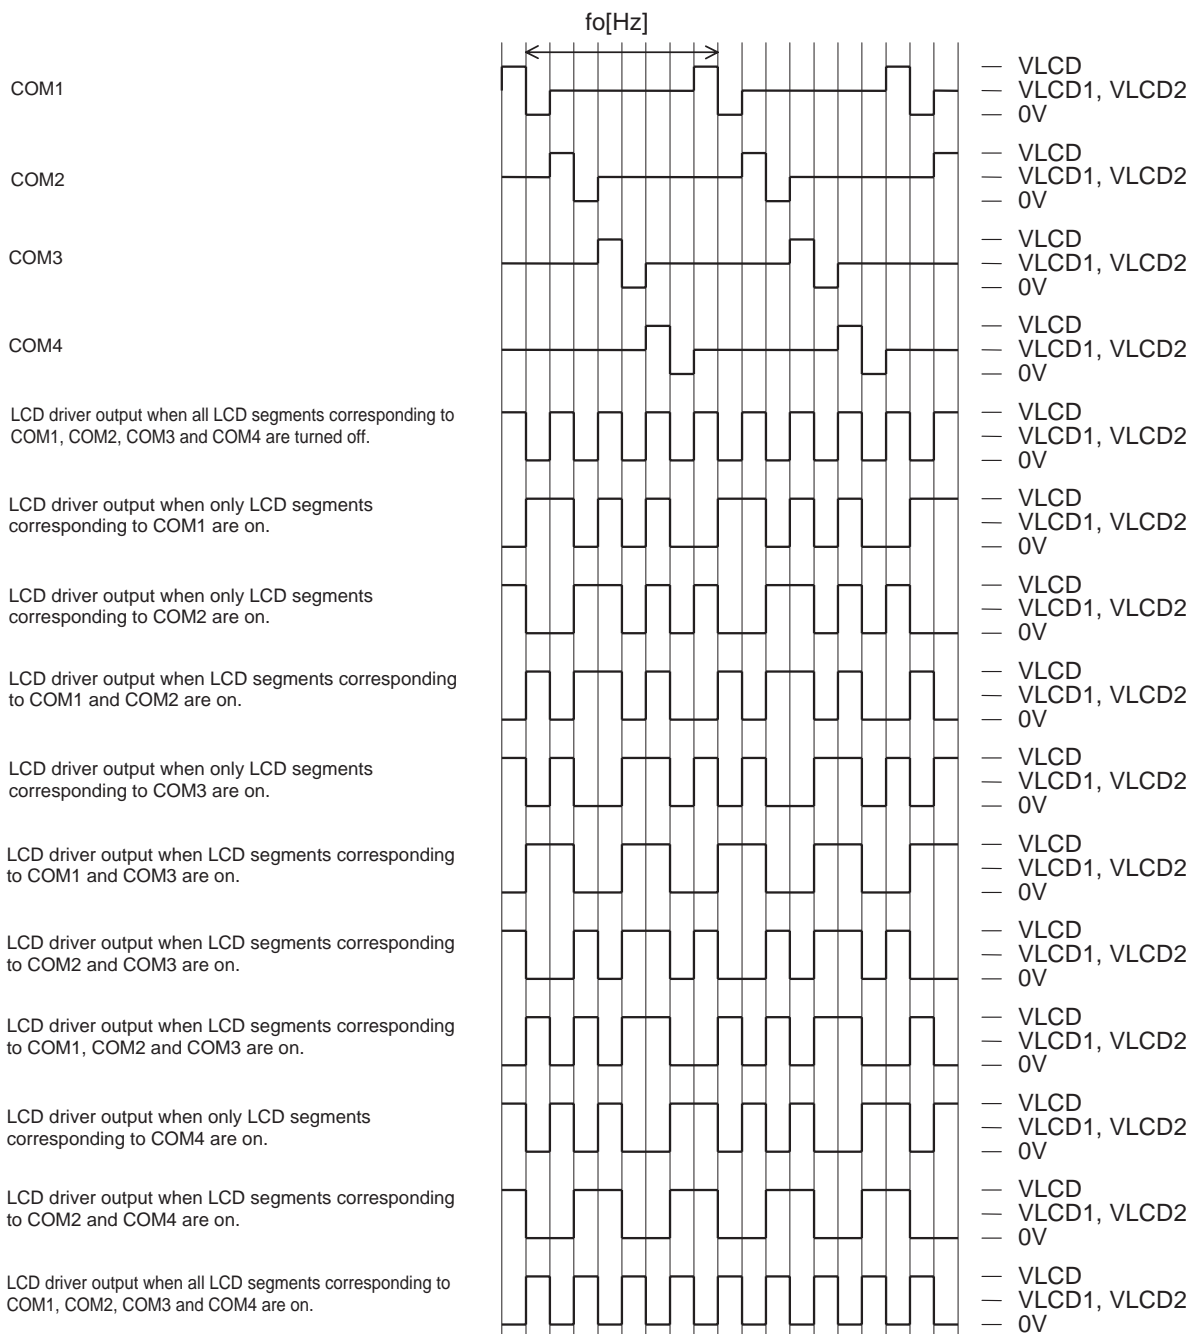 fo[Hz]
COM1
VLCD
VLCD1, VLCD2
0V
COM2
VLCD
VLCD1, VLCD2
0V
COM3
VLCD
VLCD1, VLCD2
0V
COM4
VLCD
VLCD1, VLCD2
0V
LCD driver output when all LCD segments corresponding to
COM1, COM2, COM3 and COM4 are turned off.
VLCD
VLCD1, VLCD2
0V
LCD driver output when only LCD segments
corresponding to COM1 are on.
VLCD
VLCD1, VLCD2
0V
LCD driver output when only LCD segments
corresponding to COM2 are on.
VLCD
VLCD1, VLCD2
0V
LCD driver output when LCD segments corresponding
to COM1 and COM2 are on.
VLCD
VLCD1, VLCD2
0V
LCD driver output when only LCD segments
corresponding to COM3 are on.
VLCD
VLCD1, VLCD2
0V
LCD driver output when LCD segments corresponding
to COM1 and COM3 are on.
VLCD
VLCD1, VLCD2
0V
LCD driver output when LCD segments corresponding
to COM2 and COM3 are on.
VLCD
VLCD1, VLCD2
0V
LCD driver output when LCD segments corresponding
to COM1, COM2 and COM3 are on.
VLCD
VLCD1, VLCD2
0V
LCD driver output when only LCD segments
corresponding to COM4 are on.
VLCD
VLCD1, VLCD2
0V
LCD driver output when LCD segments corresponding
to COM2 and COM4 are on.
VLCD
VLCD1, VLCD2
0V
LCD driver output when all LCD segments corresponding to
COM1, COM2, COM3 and COM4 are on.
VLCD
VLCD1, VLCD2
0V